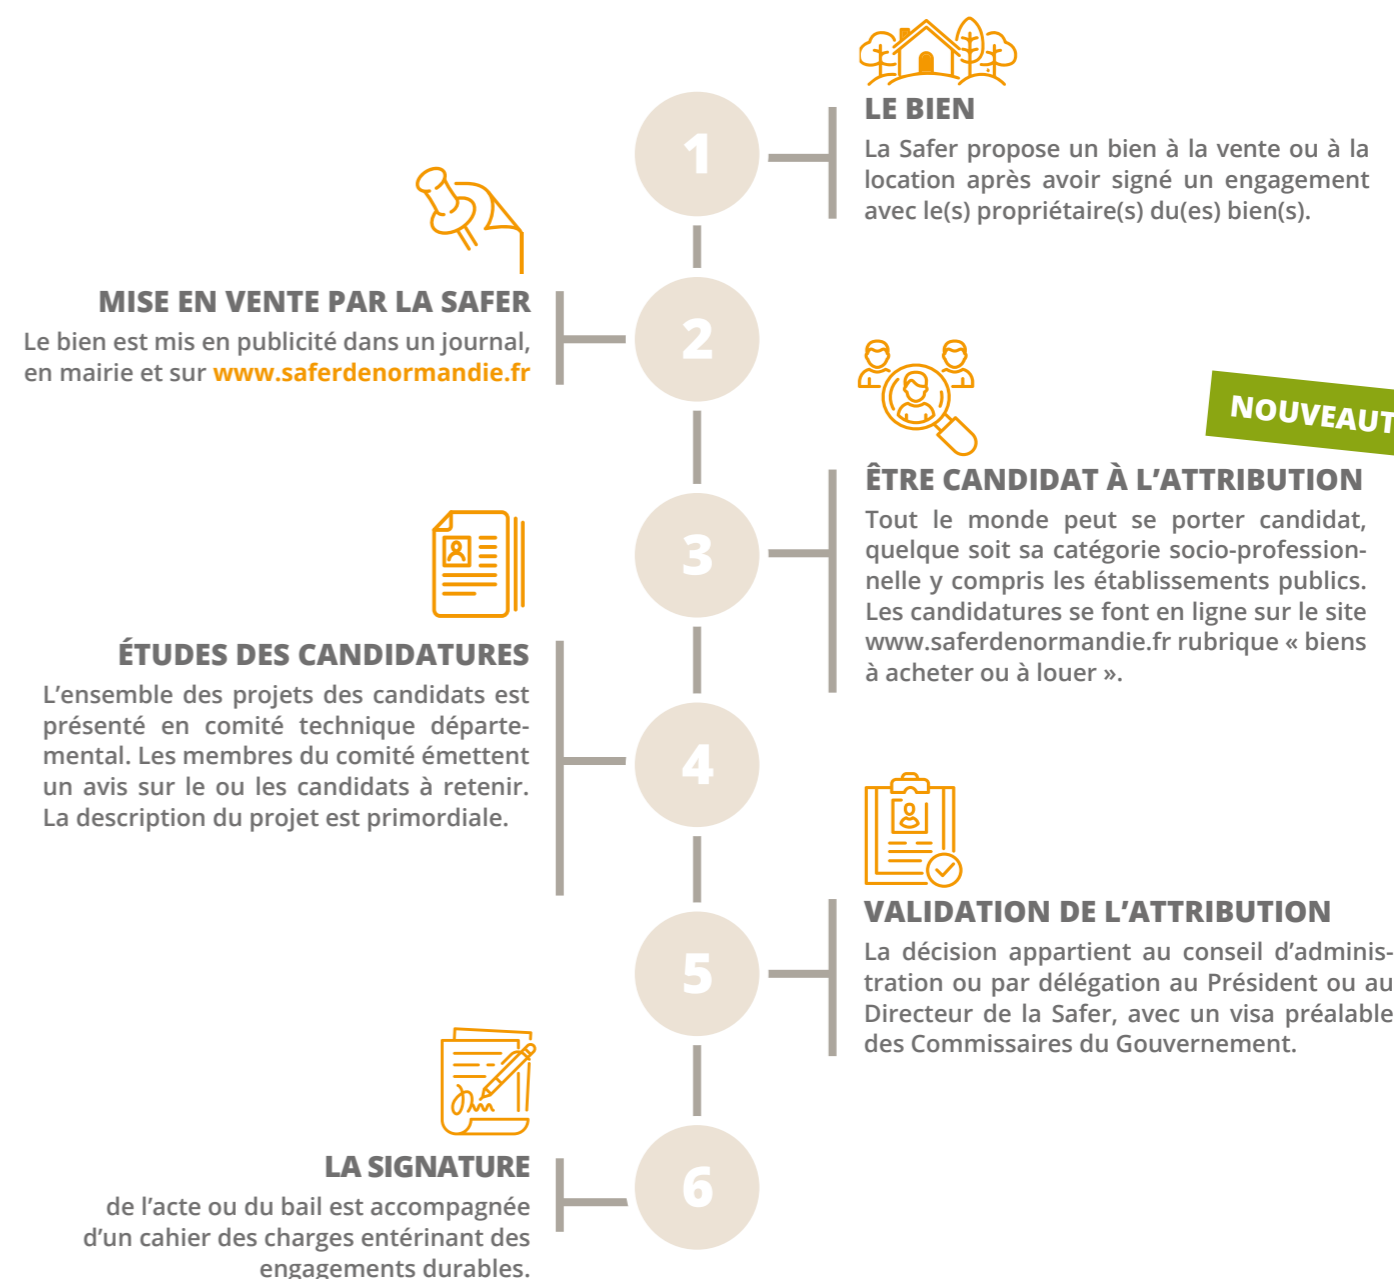 1
LE BIEN
La Safer propose un bien à la vente ou à la
location après avoir signé un engagement
avec le(s) propriétaire(s) du(es) bien(s).
2
MISE EN VENTE PAR LA SAFER
Le bien est mis en publicité dans un journal,
en mairie et sur www.saferdenormandie.fr
NOUVEAUT
3
ÊTRE CANDIDAT À L’ATTRIBUTION
Tout le monde peut se porter candidat,
quelque soit sa catégorie socio-profession-
nelle y compris les établissements publics.
Les candidatures se font en ligne sur le site
www.saferdenormandie.fr rubrique « biens
à acheter ou à louer ».
4
ÉTUDES DES CANDIDATURES
L’ensemble des projets des candidats est
présenté en comité technique départe-
mental. Les membres du comité émettent
un avis sur le ou les candidats à retenir.
La description du projet est primordiale.
5
VALIDATION DE L’ATTRIBUTION
La décision appartient au conseil d’adminis-
tration ou par délégation au Président ou au
Directeur de la Safer, avec un visa préalable
des Commissaires du Gouvernement.
6
LA SIGNATURE
de l’acte ou du bail est accompagnée
d’un cahier des charges entérinant des
engagements durables.